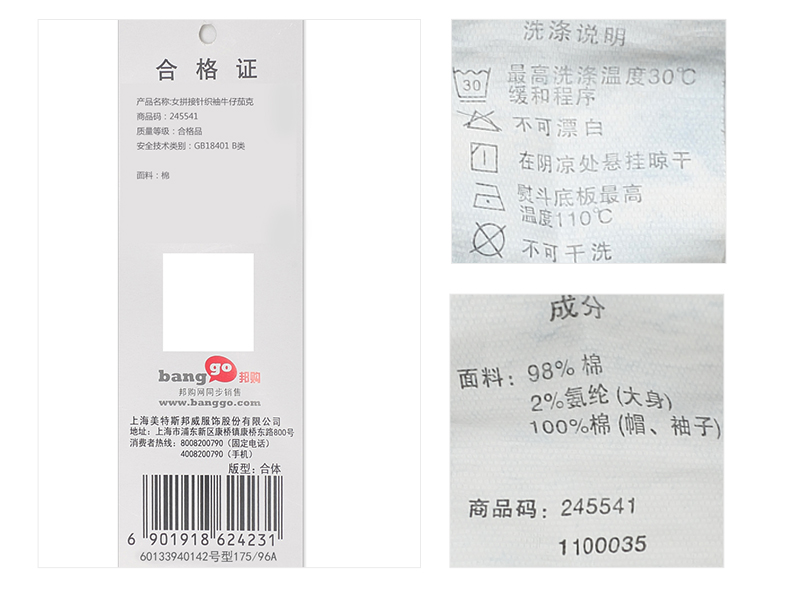 合格证
产品名称:女拼接针织袖牛仔茄克
商品码：245541
质量等级：合格品
安全技术类别：GB18401 B类
面料：棉
banggo邦购
邦购网同步销售
www.banggo.com
上海美特斯邦威服饰股份有限公司
地址：上海市浦东新区康桥镇康桥东路800号
消费者热线：8008200790（固定电话）
4008200790（手机）
版型：合体
6 901918 624231
60133940142号型175/96A
洗涤说明
30
最高洗涤温度30℃
缓和程序
不可漂白
在阴凉处悬挂晾干
熨斗底板最高
温度110℃
不可干洗
成分
面料：98% 棉
2%氨纶 (大身)
100%棉 (帽、袖子)
商品码：245541
1100035